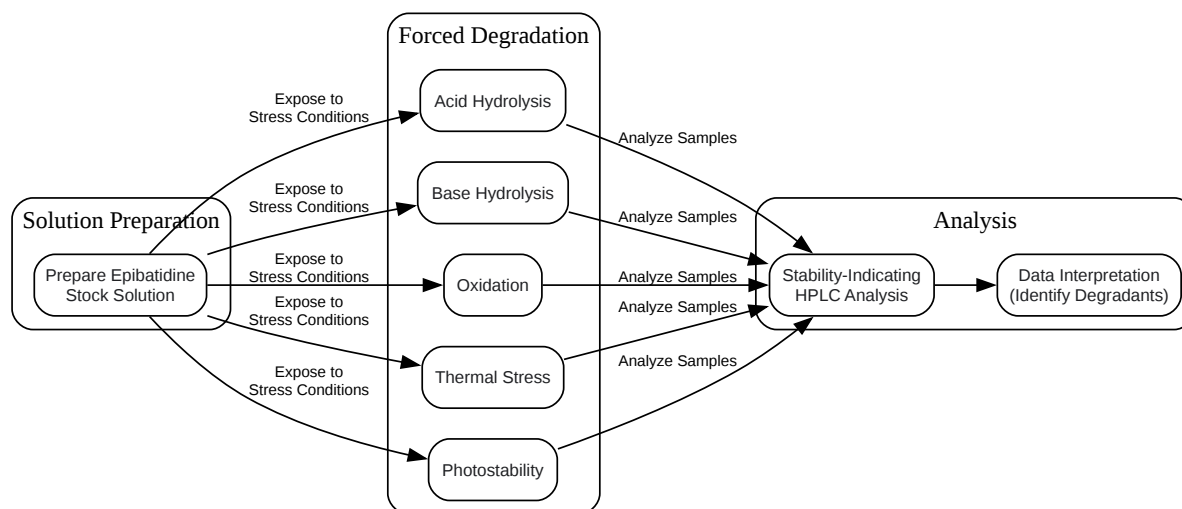 Solution Preparation
Prepare Epibatidine
Stock Solution
Expose to
Stress Conditions
Expose to
Stress Conditions
Expose to
Stress Conditions
Expose to
Stress Conditions
Expose to
Stress Conditions
Forced Degradation
Acid Hydrolysis
Base Hydrolysis
Oxidation
Thermal Stress
Photostability
Analyze Samples
Analyze Samples
Analyze Samples
Analyze Samples
Analyze Samples
Analysis
Stability-Indicating
HPLC Analysis
Data Interpretation
(Identify Degradants)